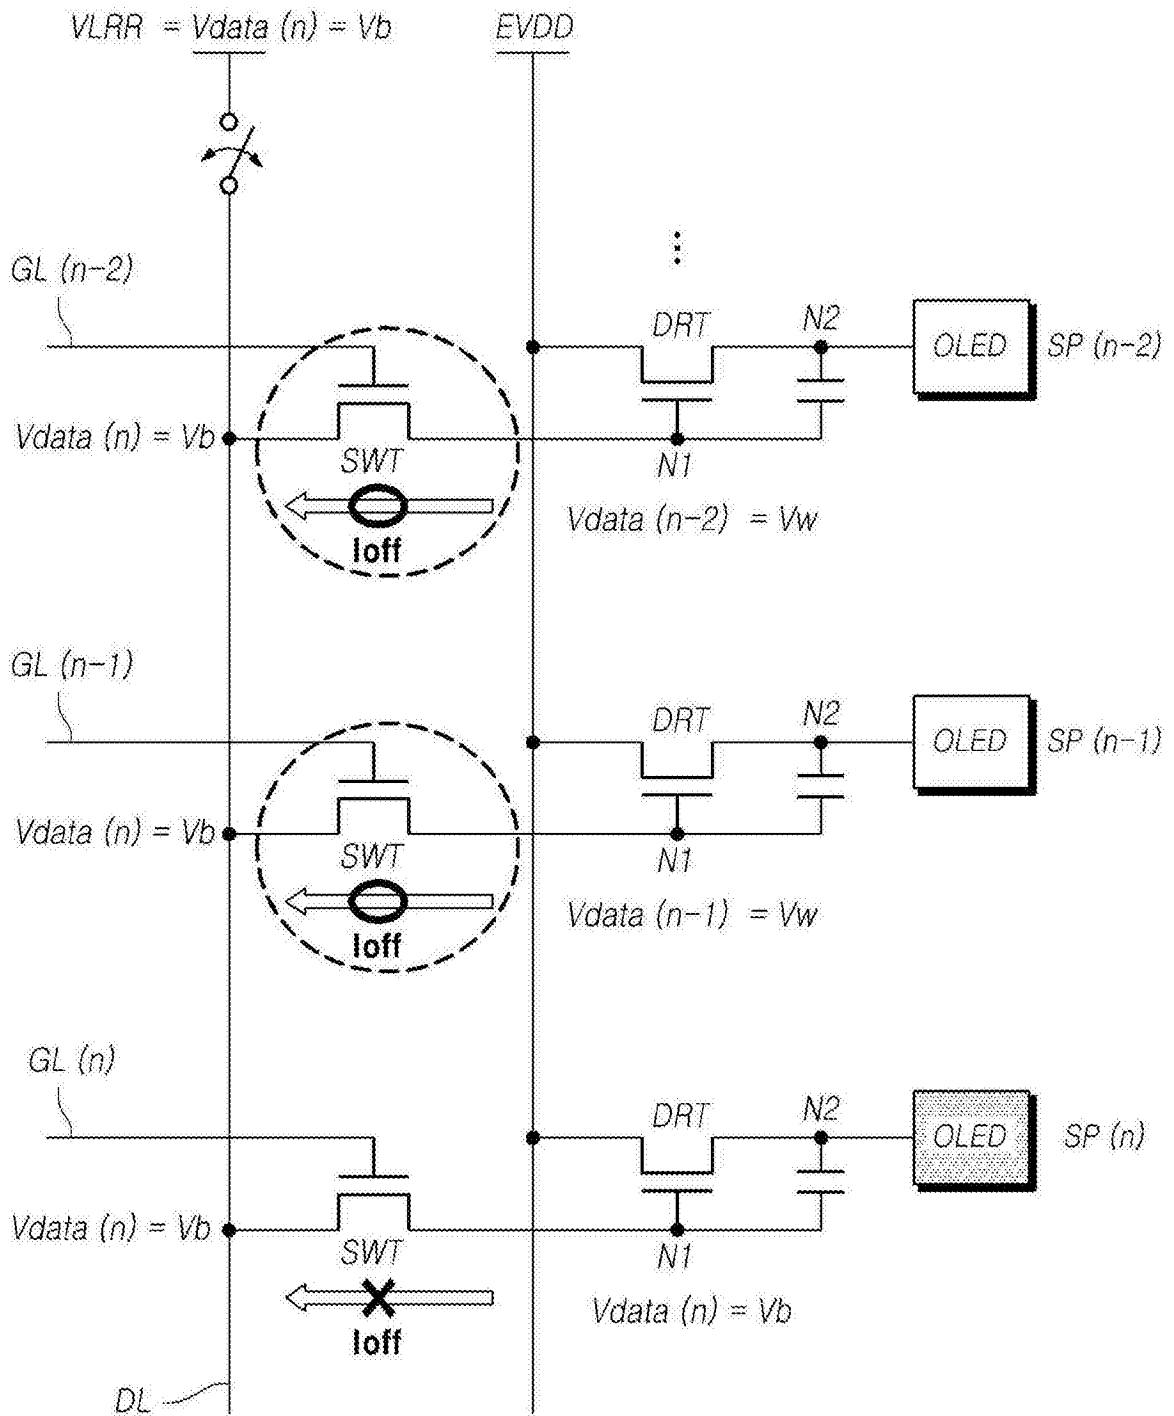 VLRR = Vdata (n) = Vb
EVDD
GL (n-2)
DRT
N2
OLED
SP (n-2)
Vdata (n) = Vb
SWT
N1
Ioff
Vdata (n-2) = Vw
GL (n-1)
DRT
N2
OLED
SP (n-1)
Vdata (n) = Vb
SWT
N1
Ioff
Vdata (n-1) = Vw
GL (n)
DRT
N2
OLED
SP (n)
Vdata (n) = Vb
SWT
N1
Ioff
Vdata (n) = Vb
DL